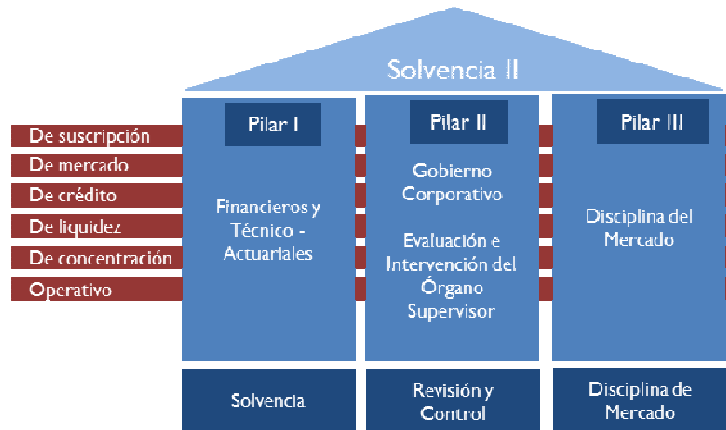 Solvencia II
De suscripción
De mercado
De crédito
De liquidez
De concentración
Operativo
Pilar I
Financieros y
Técnico -
Actuariales
Solvencia
Pilar II
Gobierno
Corporativo
Evaluación e
Intervención del
Órgano
Supervisor
Revisión y
Control
Pilar III
Disciplina del
Mercado
Disciplina de
Mercado